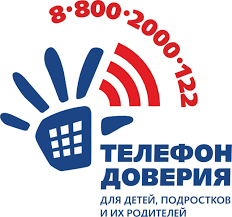 8·800·2000·122
ТЕЛЕФОН
ДОВЕРИЯ
ДЛЯ ДЕТЕЙ, ПОДРОСТКОВ
И ИХ РОДИТЕЛЕЙ